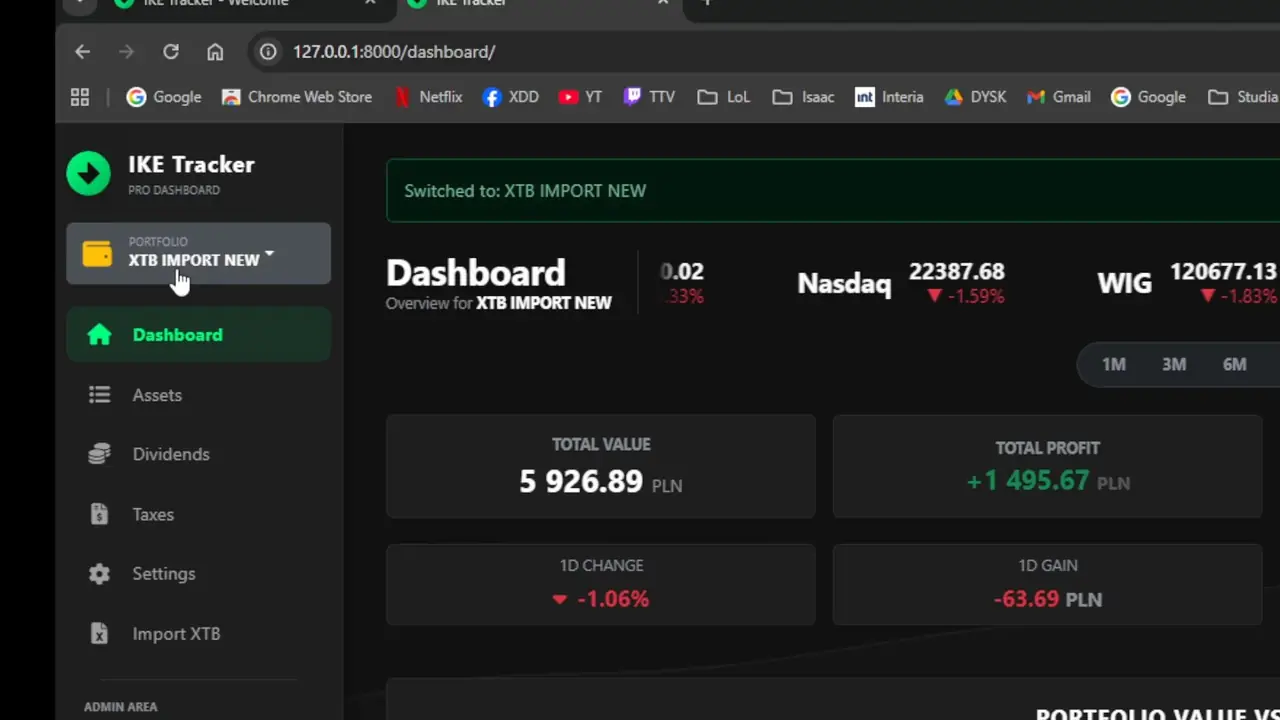 IKE Tracker - Welcome
IKE Tracker
127.0.0.1:8000/dashboard/
Google
Chrome Web Store
Netflix
XDD
YT
TTV
LoL
Isaac
int Interia
DYSK
Gmail
Google
Studia
IKE Tracker
PRO DASHBOARD
PORTFOLIO
XTB IMPORT NEW
Dashboard
Assets
Dividends
Taxes
Settings
Import XTB
ADMIN AREA
Switched to: XTB IMPORT NEW
Dashboard
Overview for XTB IMPORT NEW
0.02
.33%
Nasdaq
22387.68
▼ -1.59%
WIG
120677.13
▼ -1.83%
1M
3M
6M
TOTAL VALUE
5 926.89 PLN
TOTAL PROFIT
+1 495.67 PLN
1D CHANGE
-1.06%
1D GAIN
-63.69 PLN
PORTFOLIO VALUE VS